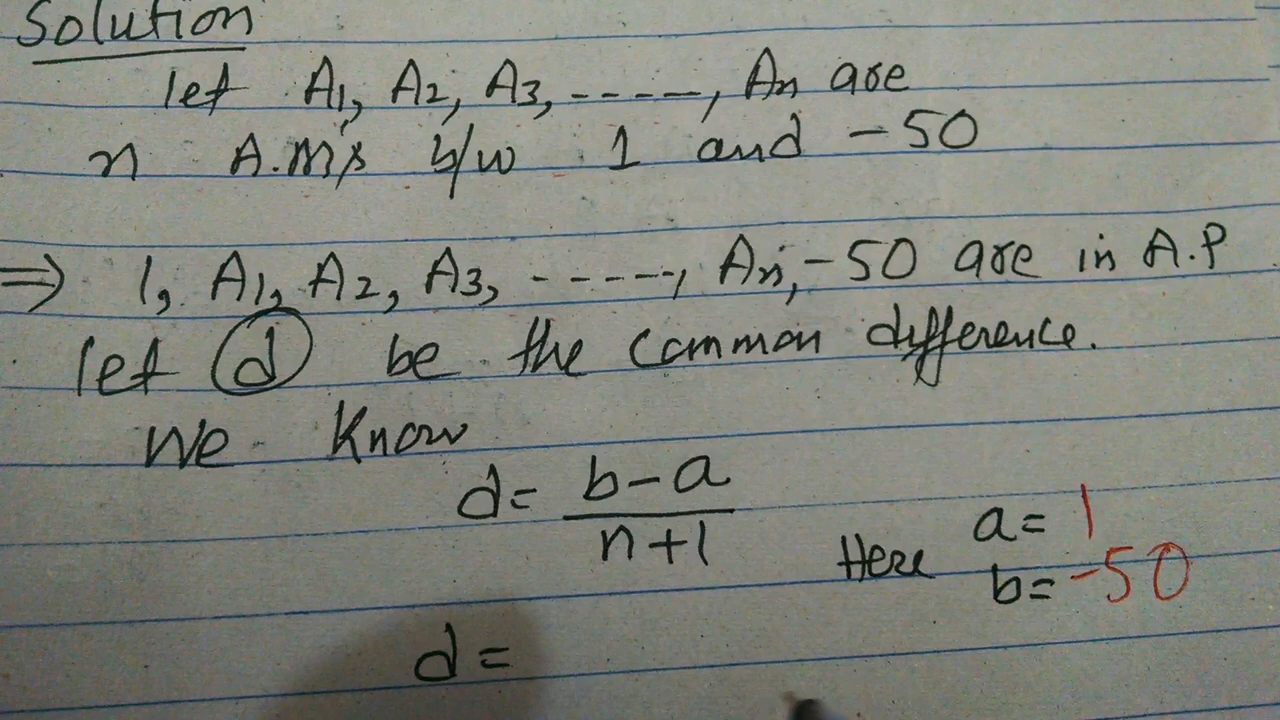 Solution
let A1, A2, A3, -----, An are
n A.M's b/w 1 and -50
⇒ 1, A1, A2, A3, -----, An, -50 are in A.P
let d be the common difference.
We Know
d = b-a / n+1
Here a = 1
b = -50
d =